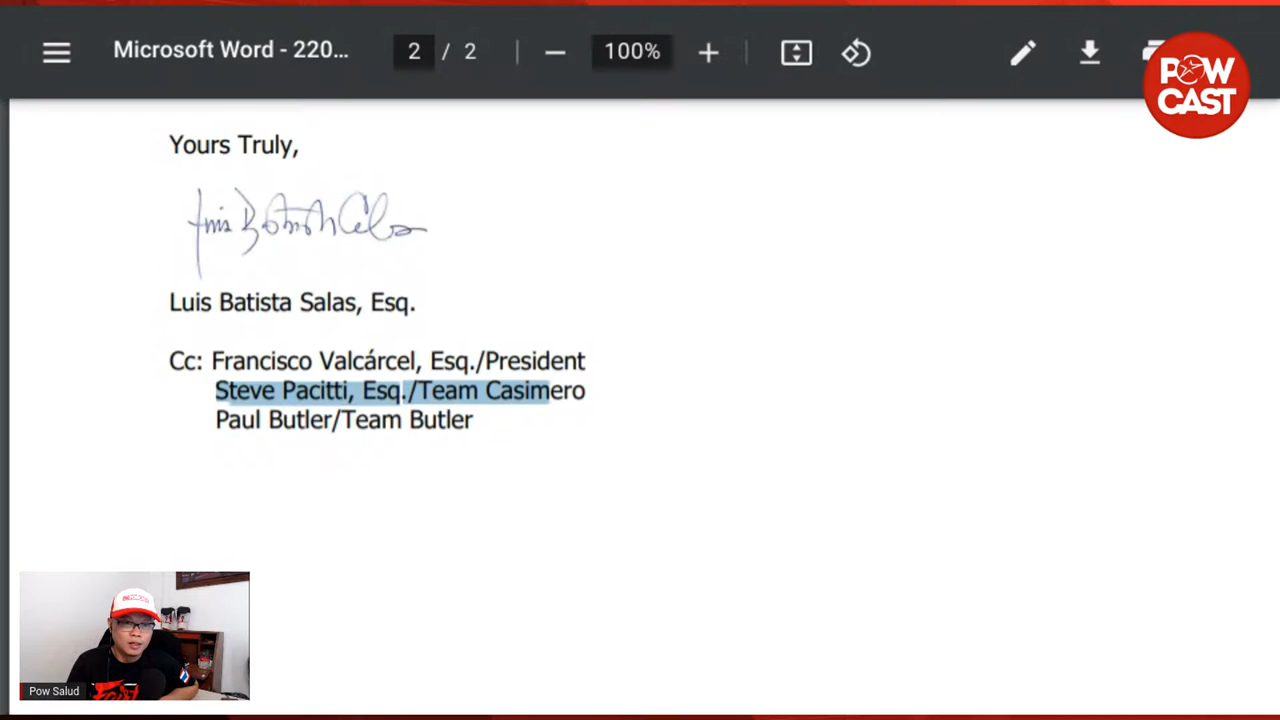 Microsoft Word - 220...
2 / 2
100%
POW
CAST
Yours Truly,
Luis Batista Salas, Esq.
Cc: Francisco Valcárcel, Esq./President
Steve Pacitti, Esq./Team Casimero
Paul Butler/Team Butler
Pow Salud